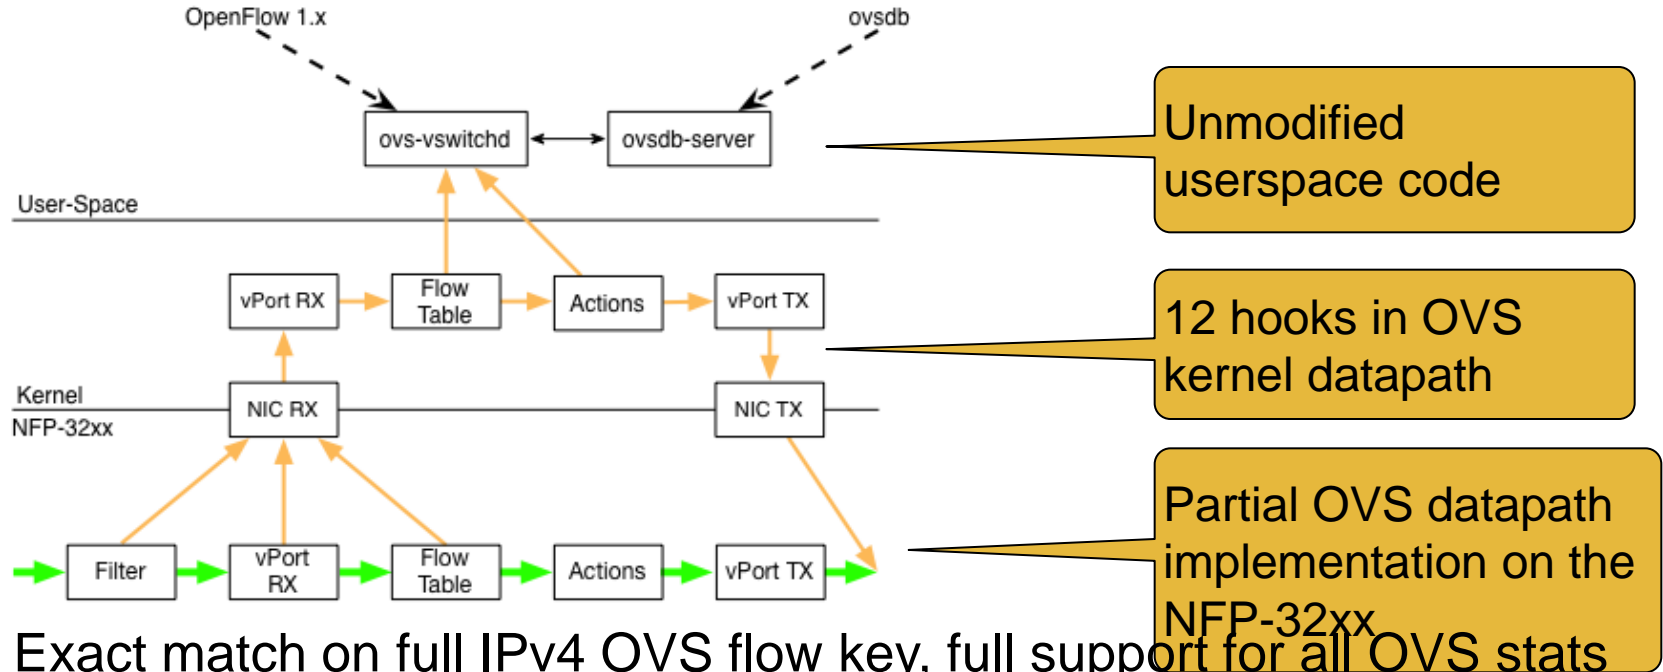 OpenFlow 1.x
ovsdb
ovs-vswitchd
ovsdb-server
Unmodified
userspace code
User-Space
vPort RX
Flow
Table
Actions
vPort TX
12 hooks in OVS
kernel datapath
Kernel
NFP-32xx
NIC RX
NIC TX
Filter
vPort
RX
Flow
Table
Actions
vPort TX
Partial OVS datapath
implementation on the
NFP-32xx
Exact match on full IPv4 OVS flow key, full support for all OVS stats